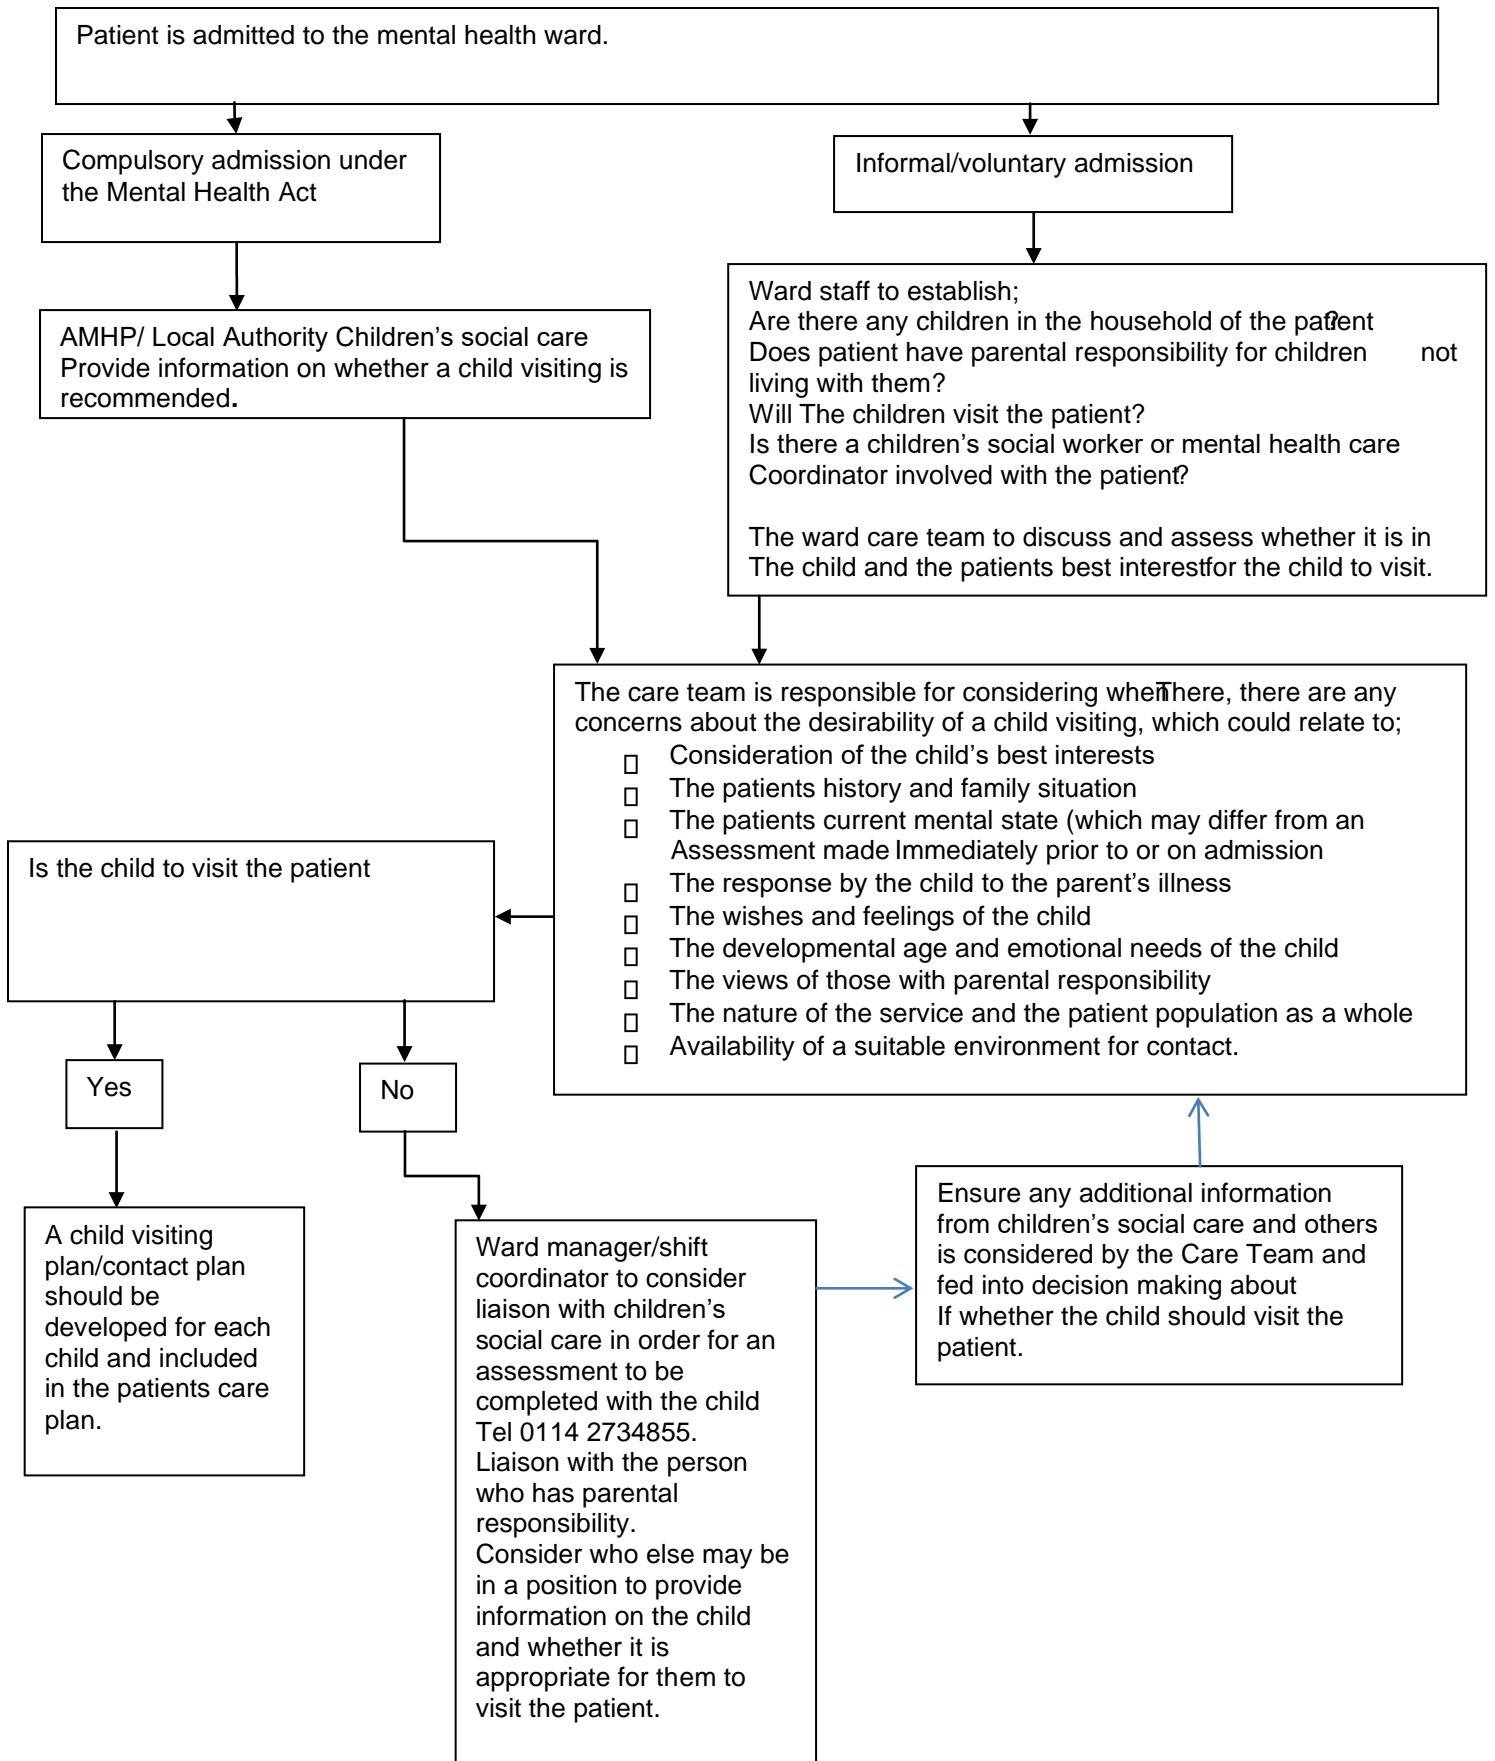 Patient is admitted to the mental health ward.
Compulsory admission under
the Mental Health Act
Informal/voluntary admission
AMHP/ Local Authority Children's social care
Provide information on whether a child visiting is
recommended.
Ward staff to establish;
Are there any children in the household of the patient?
Does patient have parental responsibility for children not
living with them?
Will The children visit the patient?
Is there a children's social worker or mental health care
Coordinator involved with the patient?
The ward care team to discuss and assess whether it is in
The child and the patients best interestfor the child to visit.
The care team is responsible for considering when There, there are any
concerns about the desirability of a child visiting, which could relate to;
Consideration of the child's best interests
The patients history and family situation
The patients current mental state (which may differ from an
Assessment made Immediately prior to or on admission
The response by the child to the parent's illness
The wishes and feelings of the child
The developmental age and emotional needs of the child
The views of those with parental responsibility
The nature of the service and the patient population as a whole
Availability of a suitable environment for contact.
Is the child to visit the patient
Yes
No
A child visiting
plan/contact plan
should be
developed for each
child and included
in the patients care
plan.
Ward manager/shift
coordinator to consider
liaison with children's
social care in order for an
assessment to be
completed with the child
Tel 0114 2734855.
Liaison with the person
who has parental
responsibility.
Consider who else may be
in a position to provide
information on the child
and whether it is
appropriate for them to
visit the patient.
Ensure any additional information
from children's social care and others
is considered by the Care Team and
fed into decision making about
If whether the child should visit the
patient.